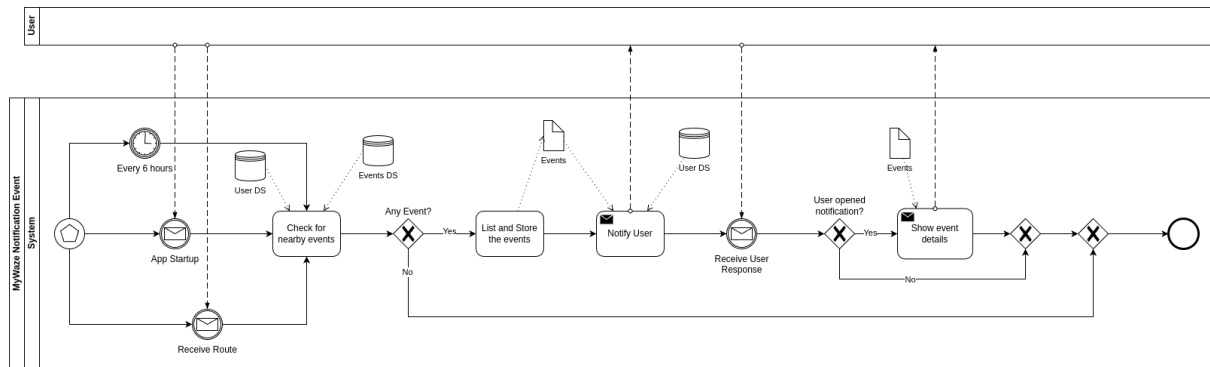 User
MyWaze Notification Event
System
Every 6 hours
User DS
Events DS
App Startup
Receive Route
Check for
nearby events
Any Event?
Yes
No
List and Store
the events
Events
Notify User
User DS
Receive User
Response
User opened
notification?
Yes
No
Events
Show event
details